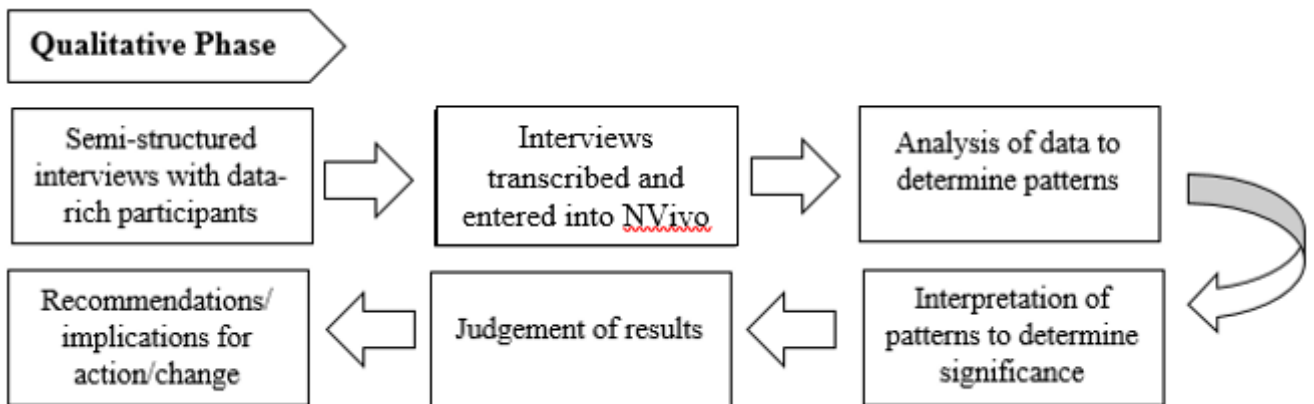 Qualitative Phase
Semi-structured
interviews with data-
rich participants
Interviews
transcribed and
entered into NVivo
Analysis of data to
determine patterns
Interpretation of
patterns to determine
significance
Judgement of results
Recommendations/
implications for
action/change